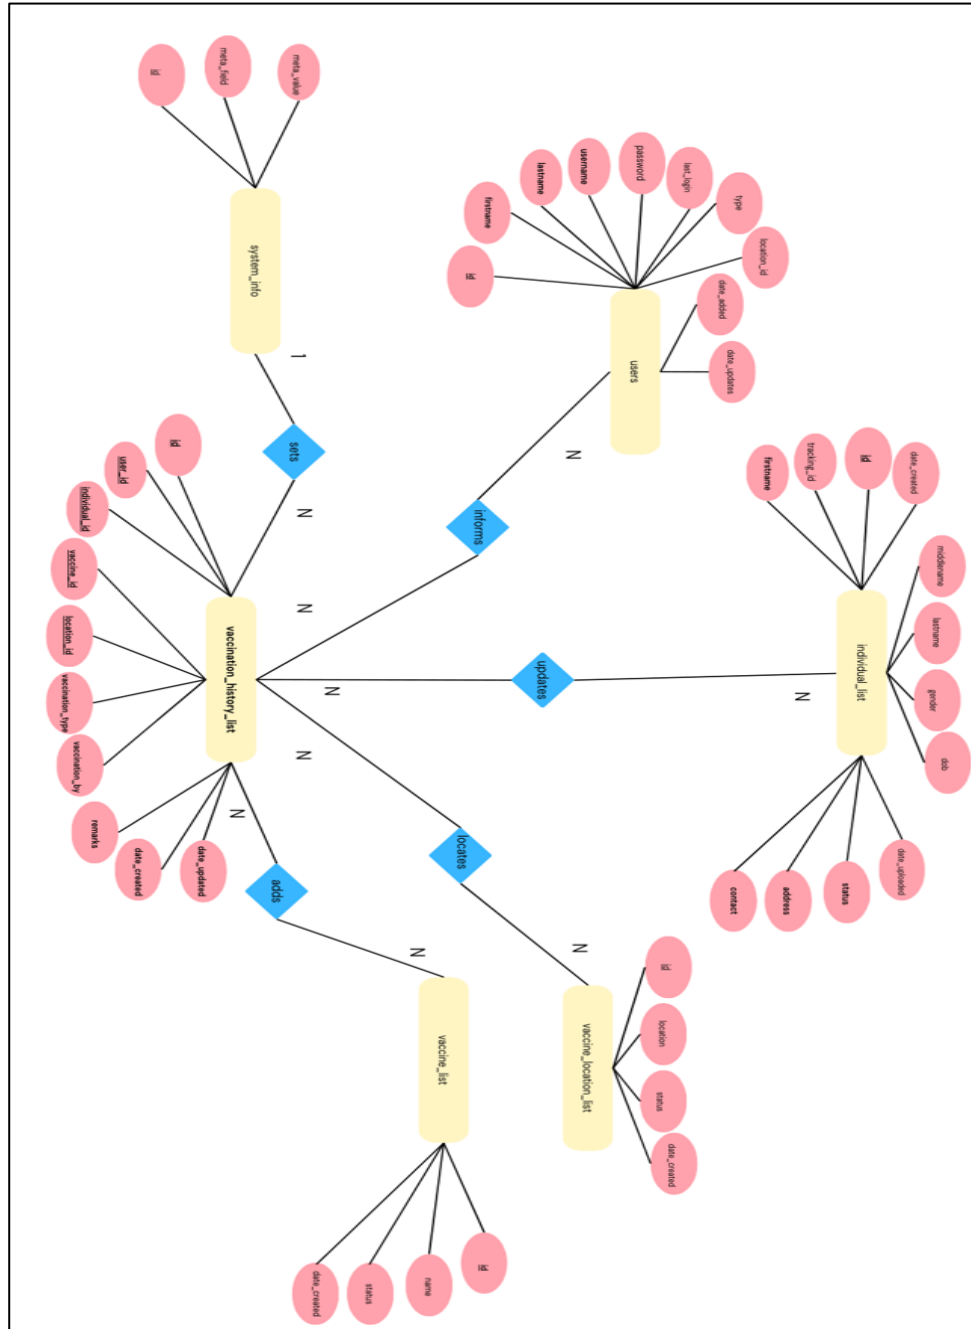 id
meta_field
meta_value
system_info
1
sets
N
id
firstname
lastname
username
password
last_login
type
location_id
date_added
date_updates
users
N
informs
N
firstname
tracking_id
id
date_created
middlename
lastname
gender
dob
individual_list
N
updates
N
date_uploaded
status
address
contact
id
user_id
individual_id
vaccine_id
location_id
vaccination_type
vaccination_by
remarks
date_created
date_updated
vaccination_history_list
N
locates
N
vaccine_location_list
id
location
status
date_created
N
adds
N
vaccine_list
id
name
status
date_created